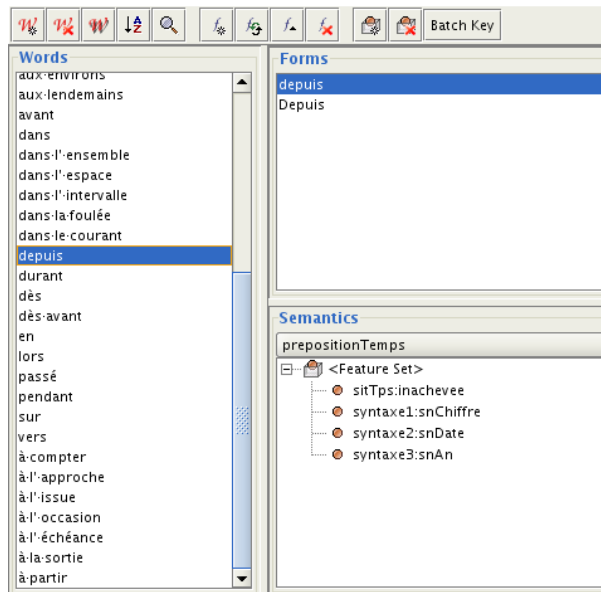 Batch Key
Words
aux·environs
aux·lendemains
avant
dans
dans·l'·ensemble
dans·l'·espace
dans·l'·intervalle
dans·la·foulée
dans·le·courant
depuis
durant
dès
dès·avant
en
lors
passé
pendant
sur
vers
à·compter
à·l'·approche
à·l'·issue
à·l'·occasion
à·l'·échéance
à·la·sortie
à·partir
Forms
depuis
Depuis
Semantics
prepositionTemps
<Feature Set>
sitTps:inachevee
syntaxe1:snChiffre
syntaxe2:snDate
syntaxe3:snAn